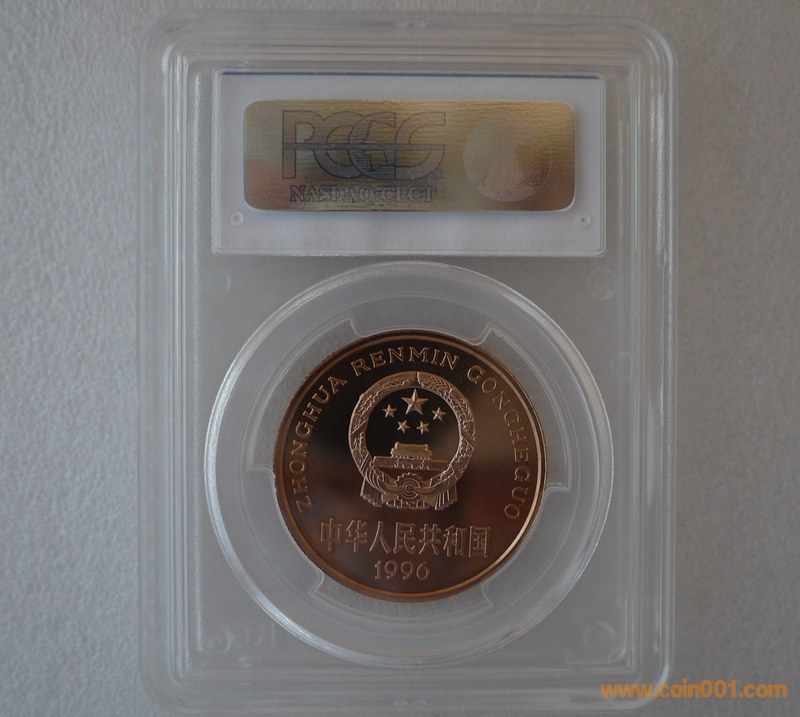 PCGS
NASDAQ:CLCT
ZHONGHUA RENMIN GONGHEGUO
中华人民共和国
1996
www.coin001.com